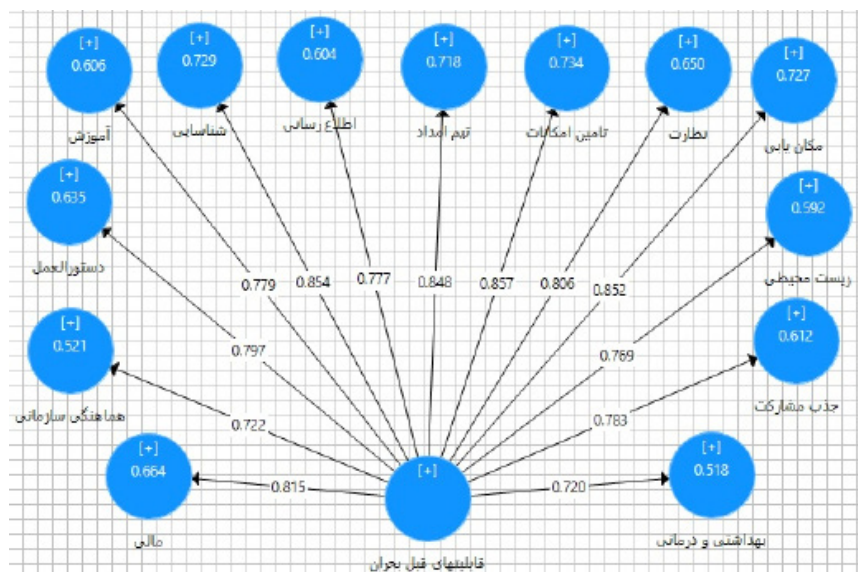 [+]
0.606
آموزش
[+]
0.729
شناسایی
[+]
0.604
اطلاع رسانی
[+]
0.718
تیم امداد
[+]
0.734
تامین امکانات
[+]
0.650
نظارت
[+]
0.727
مکان یابی
[+]
0.635
دستورالعمل
[+]
0.592
زیست محیطی
[+]
0.521
هماهنگی سازمانی
[+]
0.612
جذب مشارکت
[+]
0.664
مالی
[+]
0.518
بهداشتی و درمانی
0.779
0.854
0.777
0.848
0.857
0.806
0.852
0.797
0.769
0.722
0.783
0.815
0.720
[+]
قابلیتهای قبل بحران